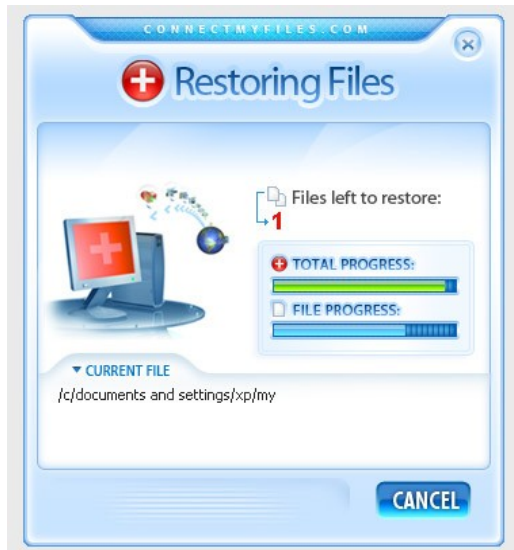 CONNECTMYFILES.COM
Restoring Files
Files left to restore:
1
TOTAL PROGRESS:
FILE PROGRESS:
CURRENT FILE
/c/documents and settings/xp/my
CANCEL